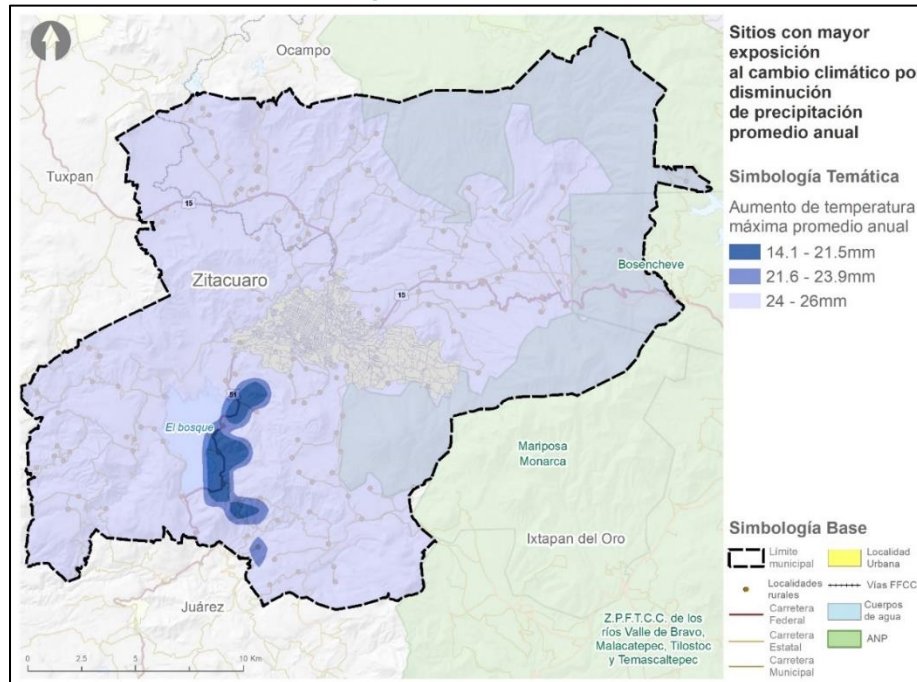 Sitios con mayor
exposición
al cambio climático po
disminución
de precipitación
promedio anual
Simbología Temática
Aumento de temperatura
máxima promedio anual
14.1 - 21.5mm
21.6 - 23.9mm
24 - 26mm
Ocampo
Tuxpan
15
Zitacuaro
15
Bosencheve
51
El bosque
Mariposa
Monarca
Ixtapan del Oro
Juárez
Z.P.F.T.C.C. de los
ríos Valle de Bravo,
Malacatepec, Tilostoc
y Temascaltepec
0
2.5
5
10 Km
Simbología Base
Límite
municipal
Localidad
Urbana
Localidades
rurales
Vías FFCC
Carretera
Federal
Cuerpos
de agua
Carretera
Estatal
ANP
Carretera
Municipal